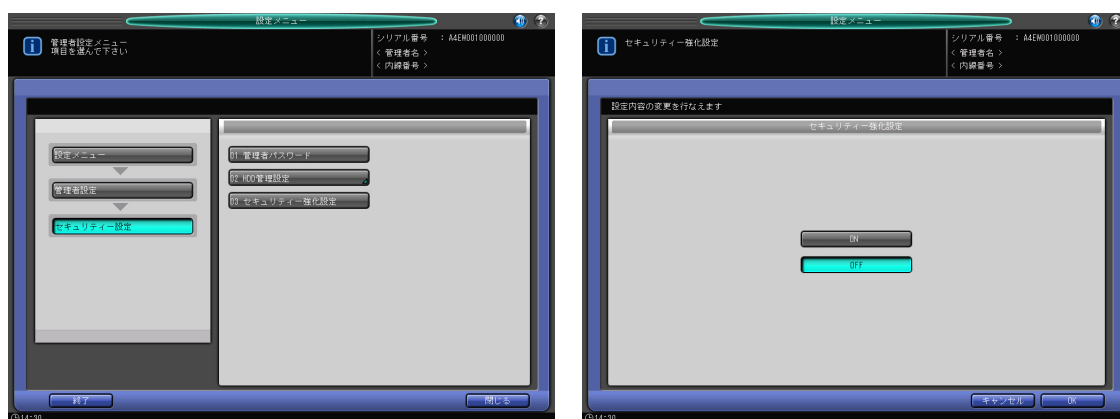 設定メニュー
管理者設定メニュー
項目を選んで下さい
シリアル番号 : A4EM001000000
< 管理者名 >
< 内線番号 >
設定メニュー
管理者設定
セキュリティー設定
01 管理者パスワード
02 HDD管理設定
03 セキュリティー強化設定
終了
閉じる
14:30
設定メニュー
セキュリティー強化設定
シリアル番号 : A4EM001000000
< 管理者名 >
< 内線番号 >
設定内容の変更を行なえます
セキュリティー強化設定
ON
OFF
キャンセル
OK
14:30